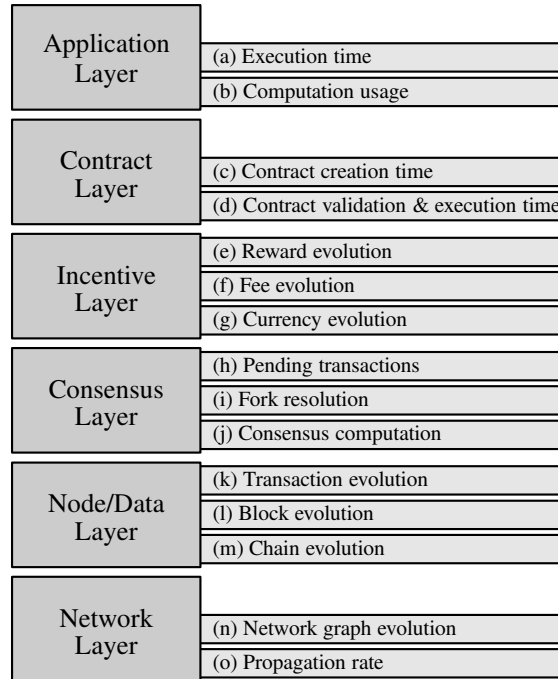 Application
Layer
(a) Execution time
(b) Computation usage
Contract
Layer
(c) Contract creation time
(d) Contract validation & execution time
Incentive
Layer
(e) Reward evolution
(f) Fee evolution
(g) Currency evolution
Consensus
Layer
(h) Pending transactions
(i) Fork resolution
(j) Consensus computation
Node/Data
Layer
(k) Transaction evolution
(l) Block evolution
(m) Chain evolution
Network
Layer
(n) Network graph evolution
(o) Propagation rate